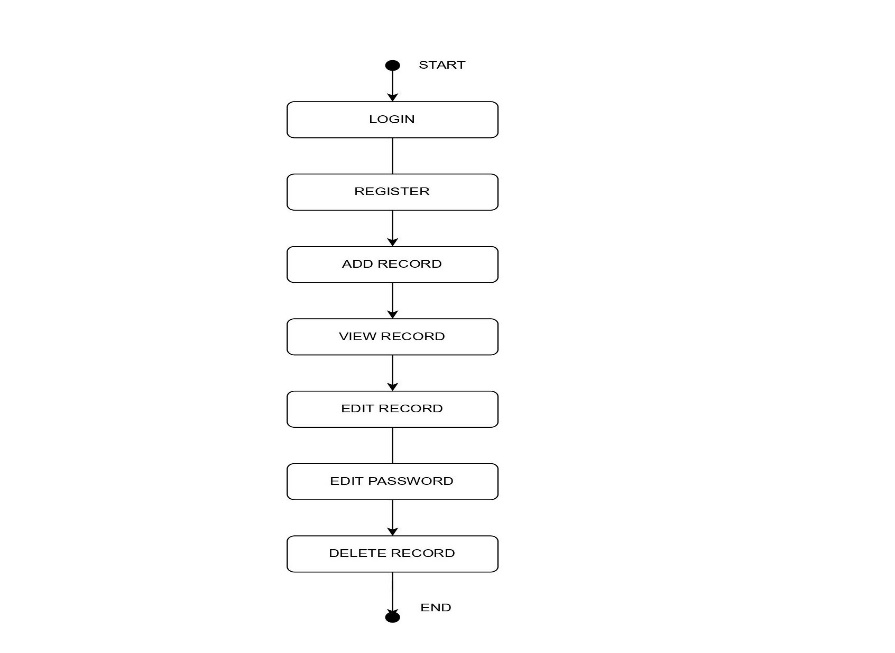 START
LOGIN
REGISTER
ADD RECORD
VIEW RECORD
EDIT RECORD
EDIT PASSWORD
DELETE RECORD
END